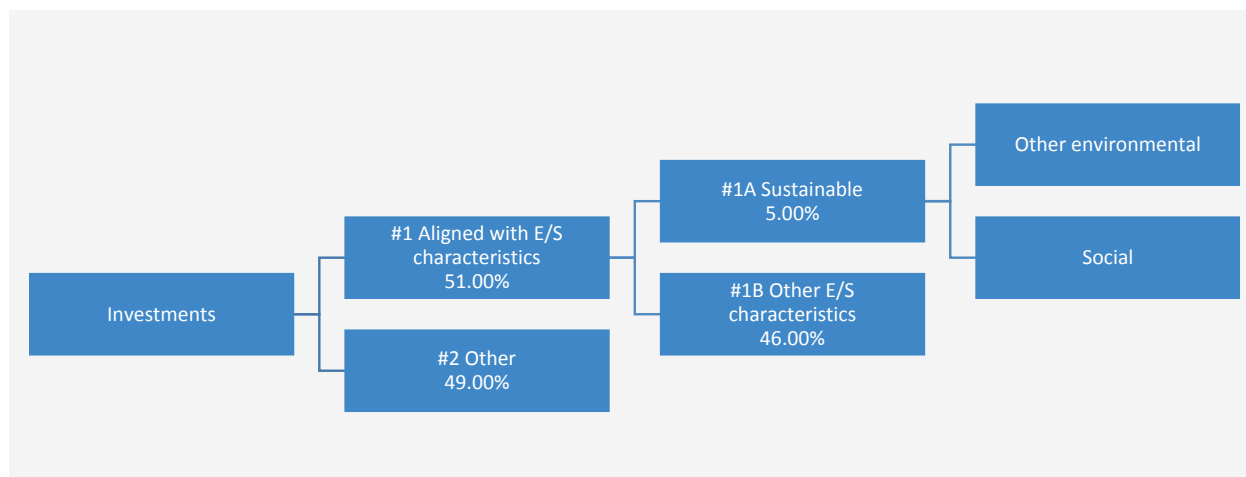 Investments
#1 Aligned with E/S
characteristics
51.00%
#2 Other
49.00%
#1A Sustainable
5.00%
#1B Other E/S
characteristics
46.00%
Other environmental
Social